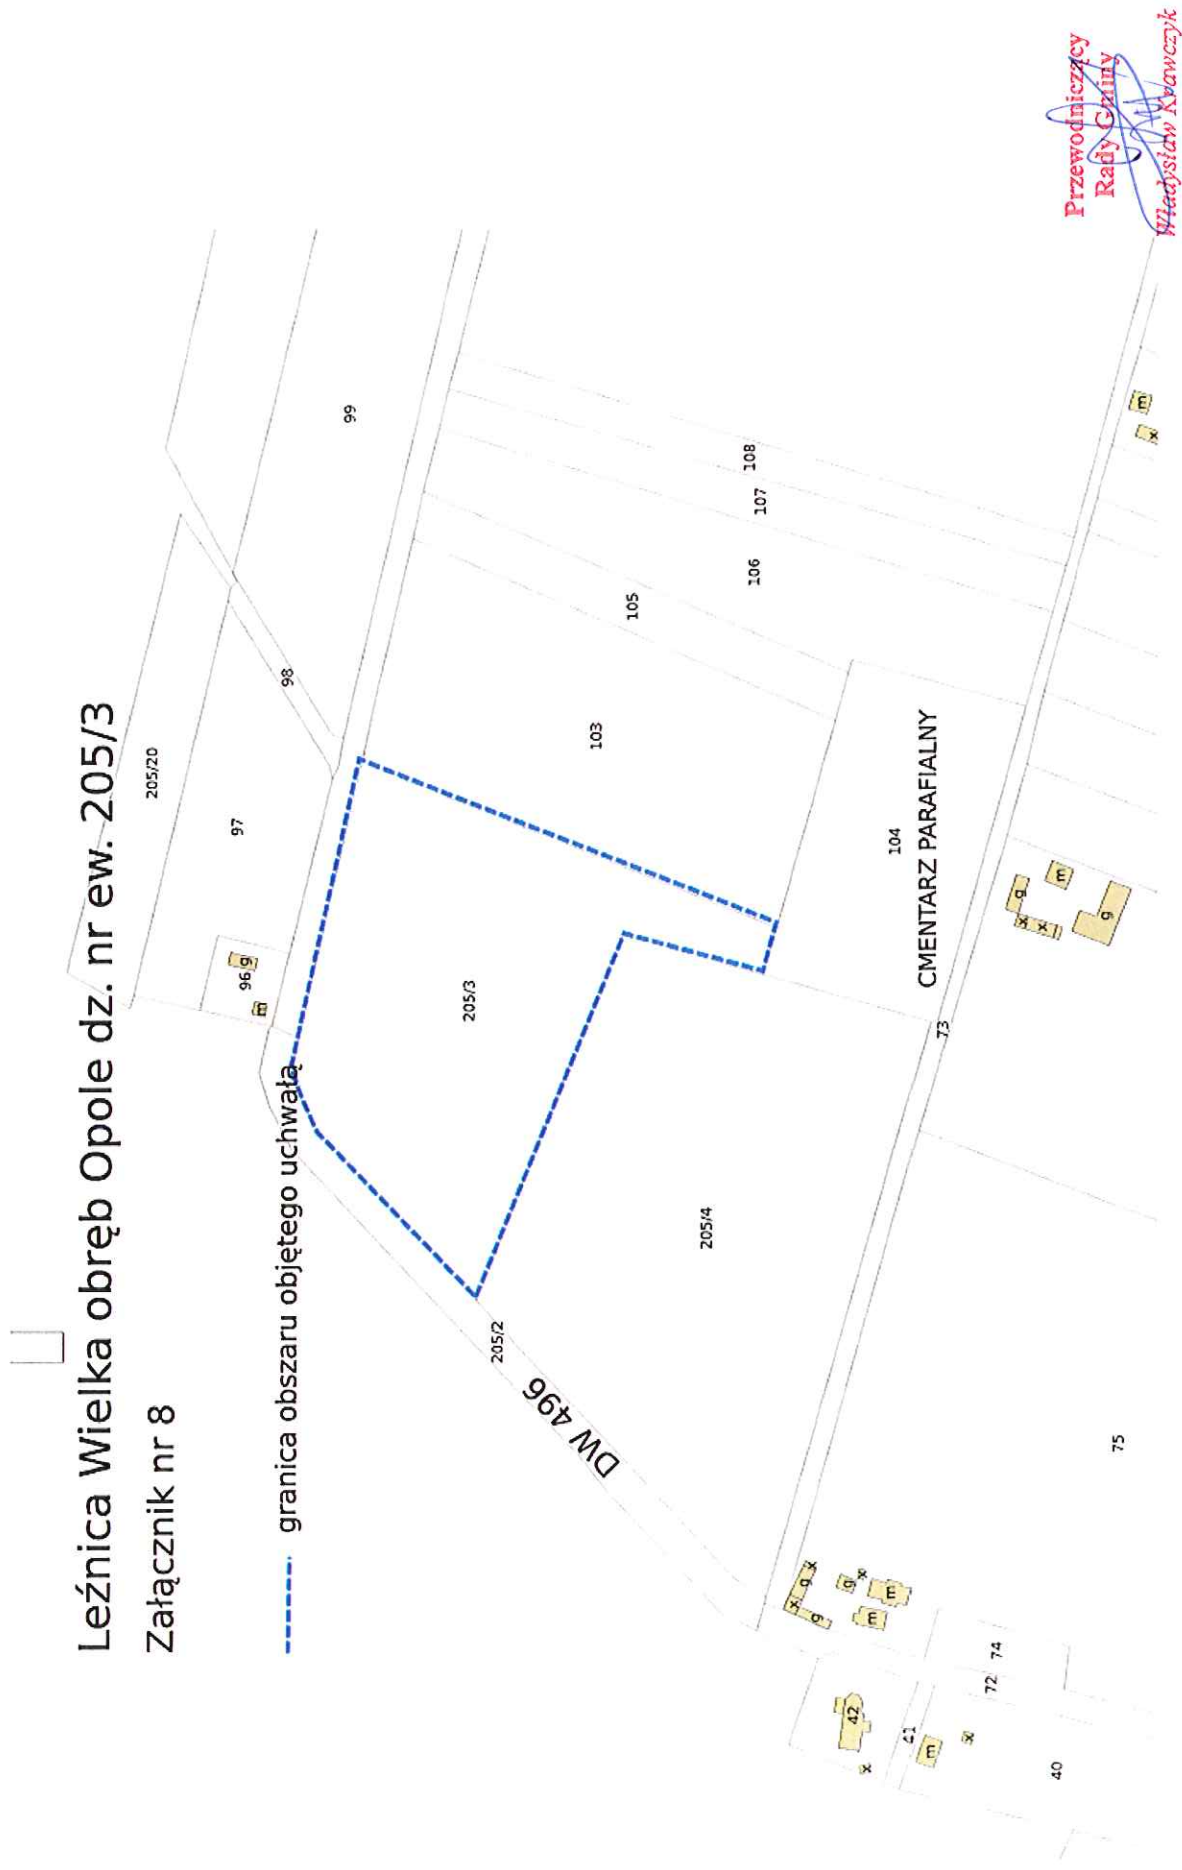 Leźnica Wielka obręb Opole dz. nr ew. 205/3
Załącznik nr 8
granica obszaru objętego uchwałą
205/20
97
98
99
96
g
m
205/3
103
105
106
107
108
205/2
DW 496
205/4
104
CMENTARZ PARAFIALNY
73
75
x
g
x
g
g
x
m
m
42
x
41
m
x
40
72
74
g
x
x
m
g
m
x
Przewodniczący
Rady Gminy
Władysław Krawczyk